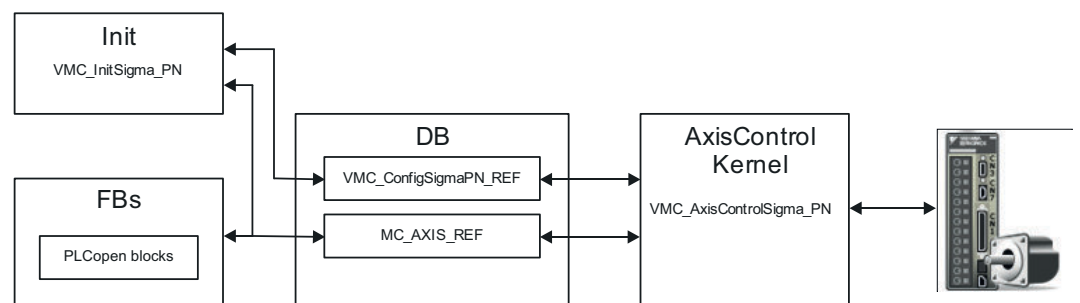 Init
VMC_InitSigma_PN
FBs
PLCopen blocks
DB
VMC_ConfigSigmaPN_REF
MC_AXIS_REF
AxisControl
Kernel
VMC_AxisControlSigma_PN